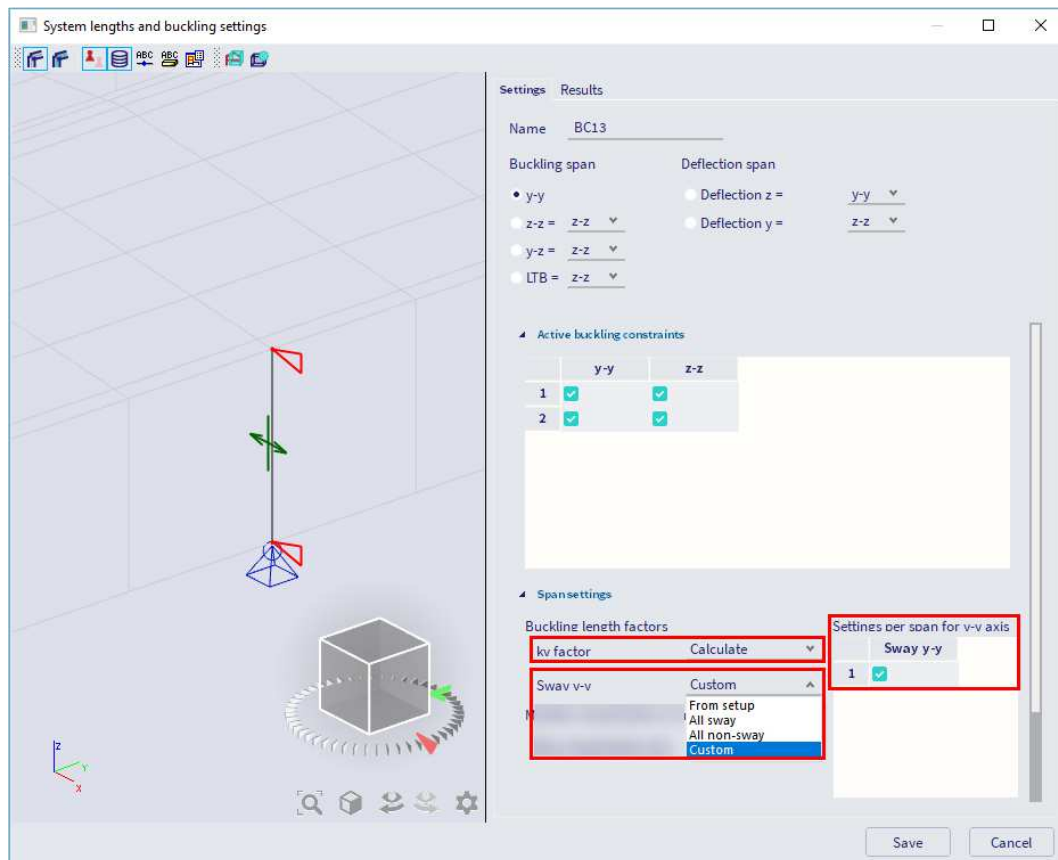 System lengths and buckling settings
ABC ABC
Settings Results
Name BC13
Buckling span Deflection span
y-y Deflection z = y-y
z-z = z-z Deflection y = z-z
y-z = z-z
LTB = z-z
Active buckling constraints
y-y z-z
1
2
Span settings
Buckling length factors Settings per span for y-y axis
ky factor Calculate Sway y-y
1
Sway y-y Custom
From setup
All sway
All non-sway
Custom
z
Y
x
Save Cancel